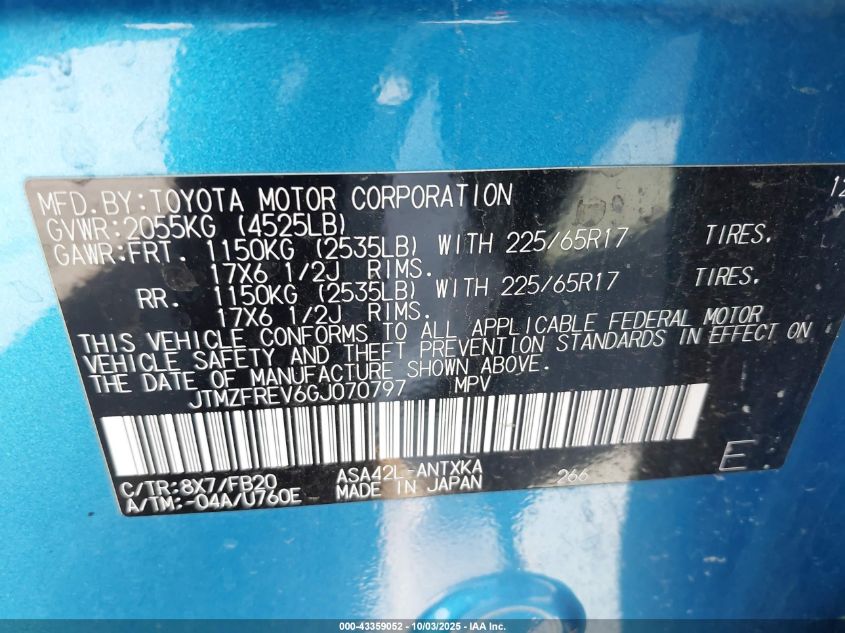 MFD.BY:TOYOTA MOTOR CORPORATION 12
GVWR:2055KG (4525LB)
GAWR:FRT. 1150KG (2535LB) WITH 225/65R17 TIRES.
17X6 1/2J RIMS.
RR. 1150KG (2535LB) WITH 225/65R17 TIRES.
17X6 1/2J RIMS.
THIS VEHICLE CONFORMS TO ALL APPLICABLE FEDERAL MOTOR
VEHICLE SAFETY AND THEFT PREVENTION STANDARDS IN EFFECT ON
THE DATE OF MANUFACTURE SHOWN ABOVE.
JTMZFREV6GJ070797 MPV
C/TR:8X7/FB20 ASA42L-ANTXKA 266 E.
A/TM:-04A/U760E MADE IN JAPAN
000-43359052 | 10/03/2025 - IAA Inc.